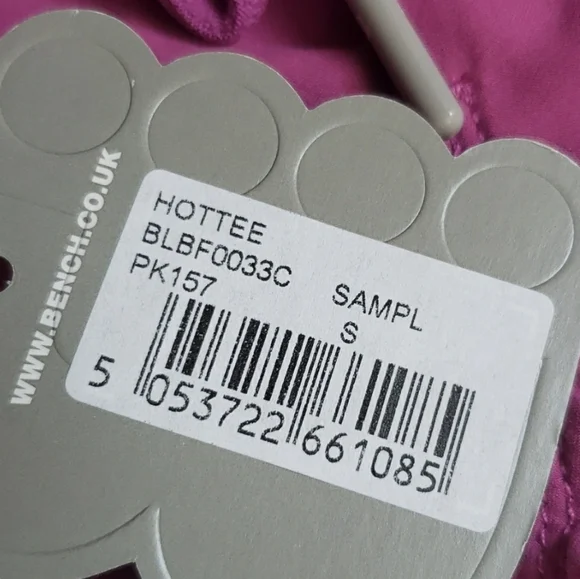 WWW.BENCH.CO.UK
HOTTEE
BLBF0033C
PK157
SAMPL
S
5 053722 661085